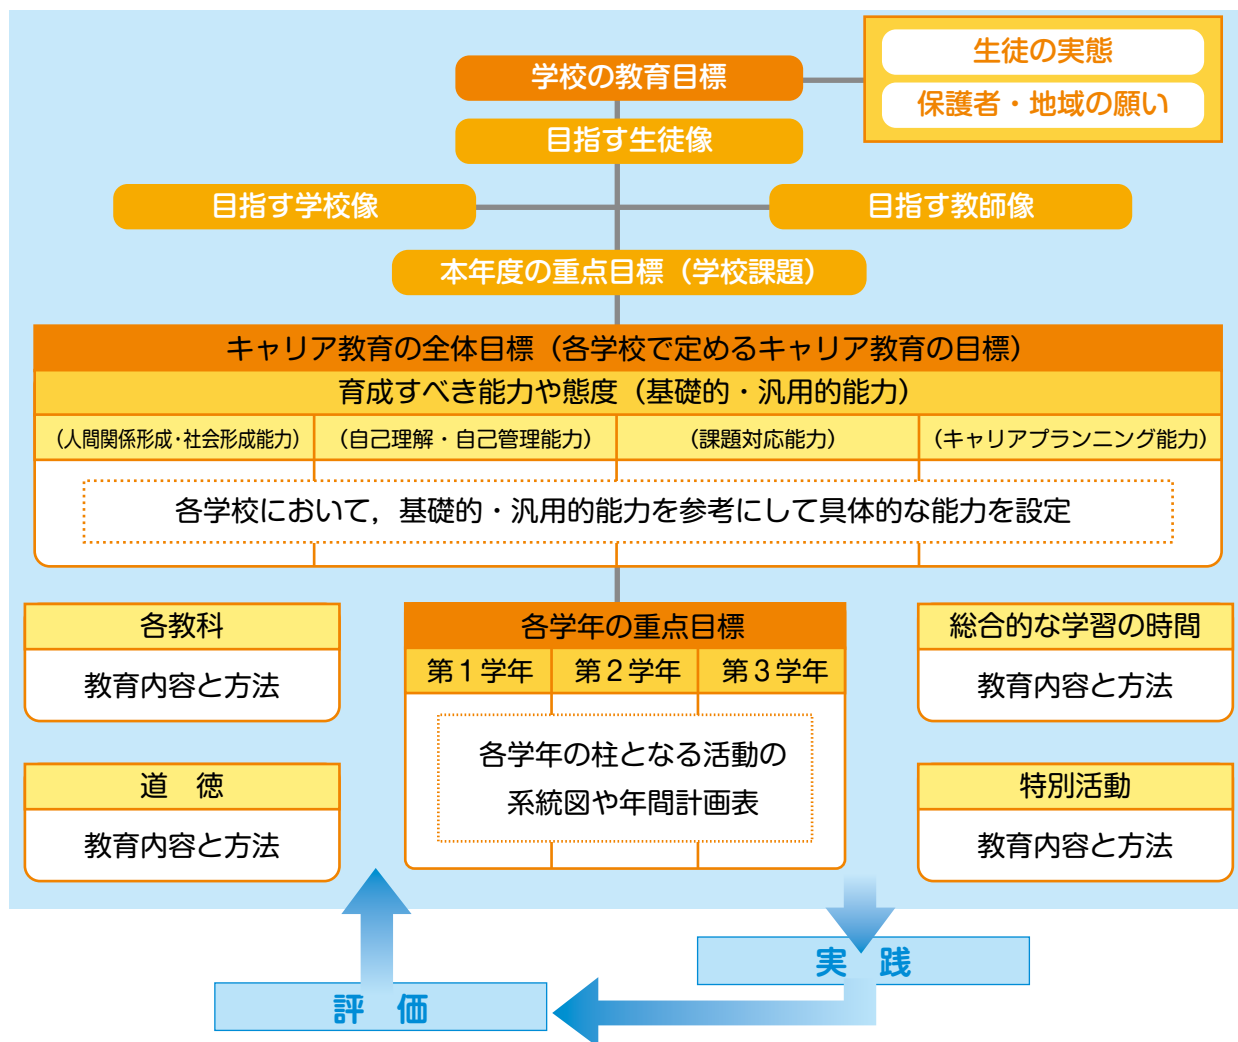 生徒の実態
学校の教育目標
保護者・地域の願い
目指す生徒像
目指す学校像
目指す教師像
本年度の重点目標（学校課題）
キャリア教育の全体目標（各学校で定めるキャリア教育の目標）
育成すべき能力や態度（基礎的・汎用的能力）
（人間関係形成・社会形成能力）
（自己理解・自己管理能力）
（課題対応能力）
（キャリアプランニング能力）
各学校において，基礎的・汎用的能力を参考にして具体的な能力を設定
各教科
教育内容と方法
道　徳
教育内容と方法
各学年の重点目標
第１学年
第２学年
第３学年
各学年の柱となる活動の
系統図や年間計画表
総合的な学習の時間
教育内容と方法
特別活動
教育内容と方法
実　践
評　価